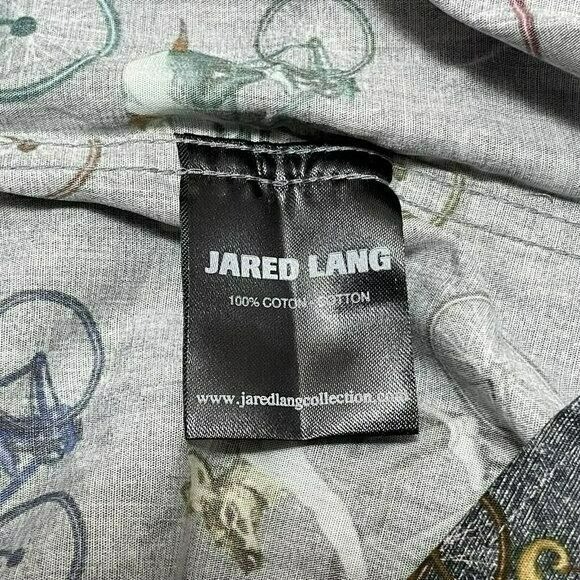 JARED LANG
100% COTON - COTTON
www.jaredlangcollection.com